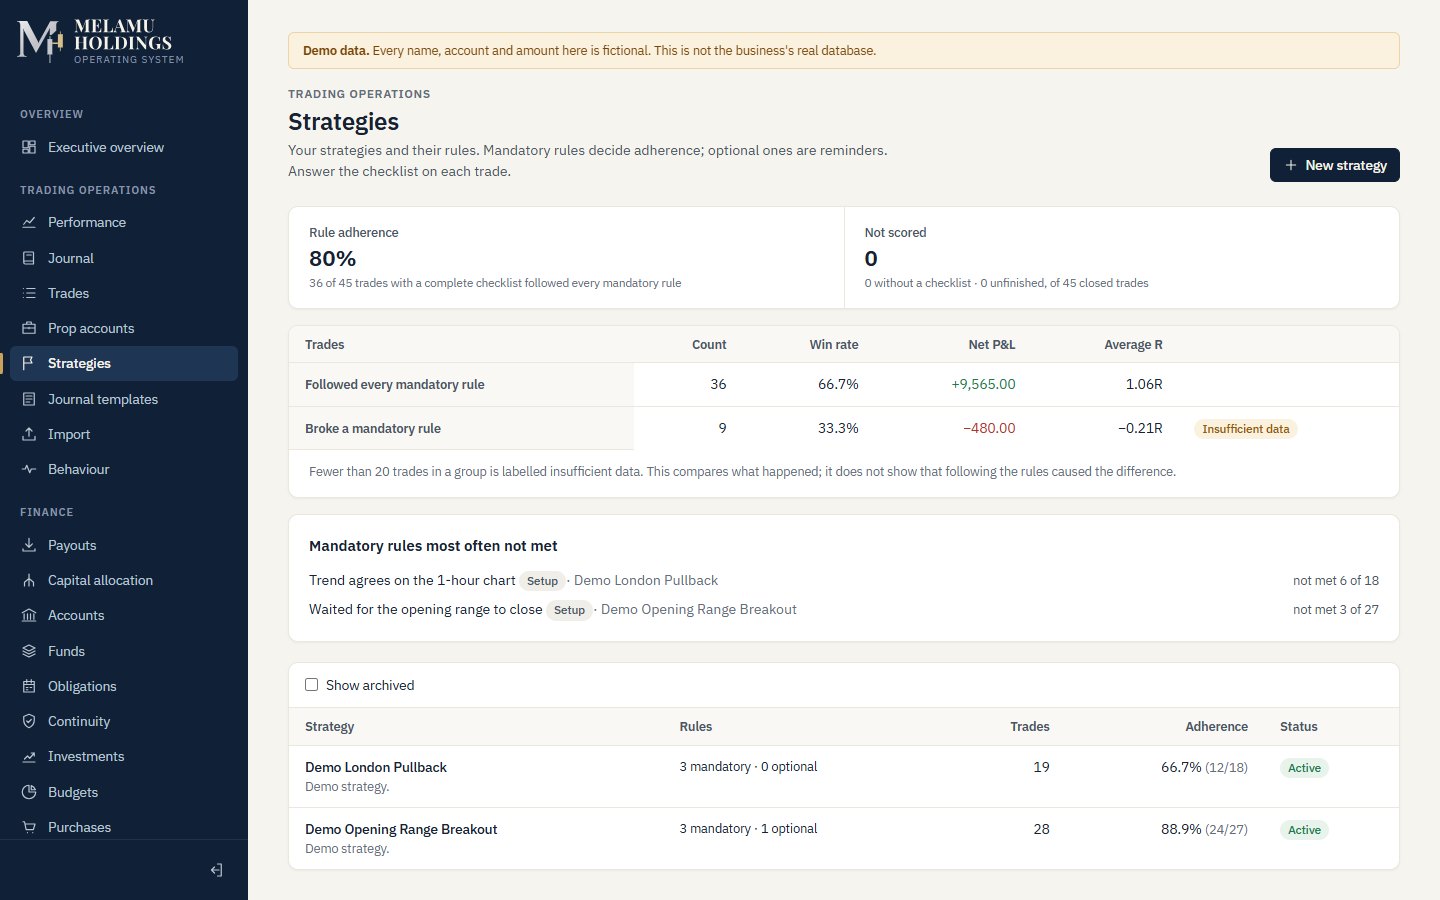 MELAMU
HOLDINGS
OPERATING SYSTEM
OVERVIEW
Executive overview
TRADING OPERATIONS
Performance
Journal
Trades
Prop accounts
Strategies
Journal templates
Import
Behaviour
FINANCE
Payouts
Capital allocation
Accounts
Funds
Obligations
Continuity
Investments
Budgets
Purchases
Demo data. Every name, account and amount here is fictional. This is not the business's real database.
TRADING OPERATIONS
Strategies
Your strategies and their rules. Mandatory rules decide adherence; optional ones are reminders.
Answer the checklist on each trade.
+ New strategy
Rule adherence
80%
36 of 45 trades with a complete checklist followed every mandatory rule
Not scored
0
0 without a checklist · 0 unfinished, of 45 closed trades
Trades Count Win rate Net P&L Average R
Followed every mandatory rule 36 66.7% +9,565.00 1.06R
Broke a mandatory rule 9 33.3% −480.00 −0.21R Insufficient data
Fewer than 20 trades in a group is labelled insufficient data. This compares what happened; it does not show that following the rules caused the difference.
Mandatory rules most often not met
Trend agrees on the 1-hour chart Setup · Demo London Pullback not met 6 of 18
Waited for the opening range to close Setup · Demo Opening Range Breakout not met 3 of 27
Show archived
Strategy Rules Trades Adherence Status
Demo London Pullback 3 mandatory · 0 optional 19 66.7% (12/18) Active
Demo strategy.
Demo Opening Range Breakout 3 mandatory · 1 optional 28 88.9% (24/27) Active
Demo strategy.